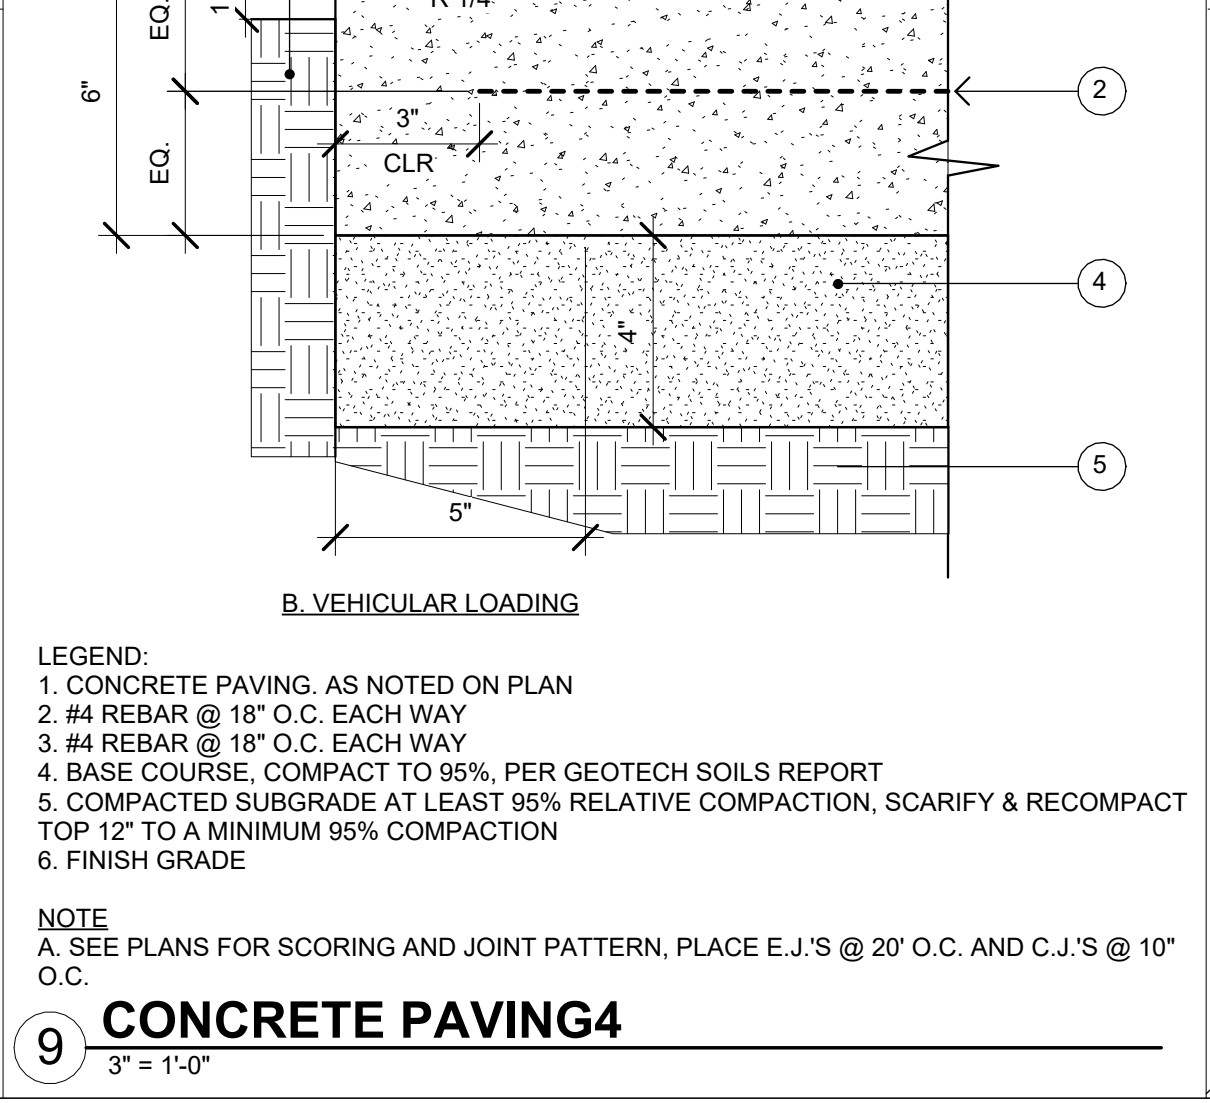 EQ.
1
6"
2
3"
EQ.
CLR
4
4"
5
5"
B. VEHICULAR LOADING
LEGEND:
1. CONCRETE PAVING. AS NOTED ON PLAN
2. #4 REBAR @ 18" O.C. EACH WAY
3. #4 REBAR @ 18" O.C. EACH WAY
4. BASE COURSE, COMPACT TO 95%, PER GEOTECH SOILS REPORT
5. COMPACTED SUBGRADE AT LEAST 95% RELATIVE COMPACTION, SCARIFY & RECOMPACT
TOP 12" TO A MINIMUM 95% COMPACTION
6. FINISH GRADE
NOTE
A. SEE PLANS FOR SCORING AND JOINT PATTERN, PLACE E.J.'S @ 20' O.C. AND C.J.'S @ 10"
O.C.
9 CONCRETE PAVING4
3" = 1'-0"